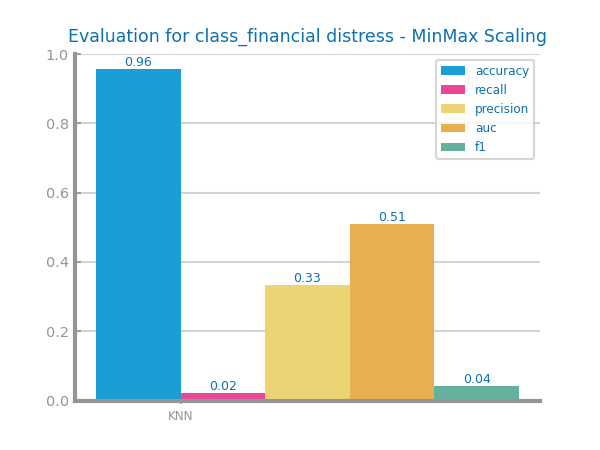 Evaluation for class_financial distress - MinMax Scaling
1.0
0.8
0.6
0.4
0.2
0.0
0.96
0.02
0.33
0.51
0.04
accuracy
recall
precision
auc
f1
KNN